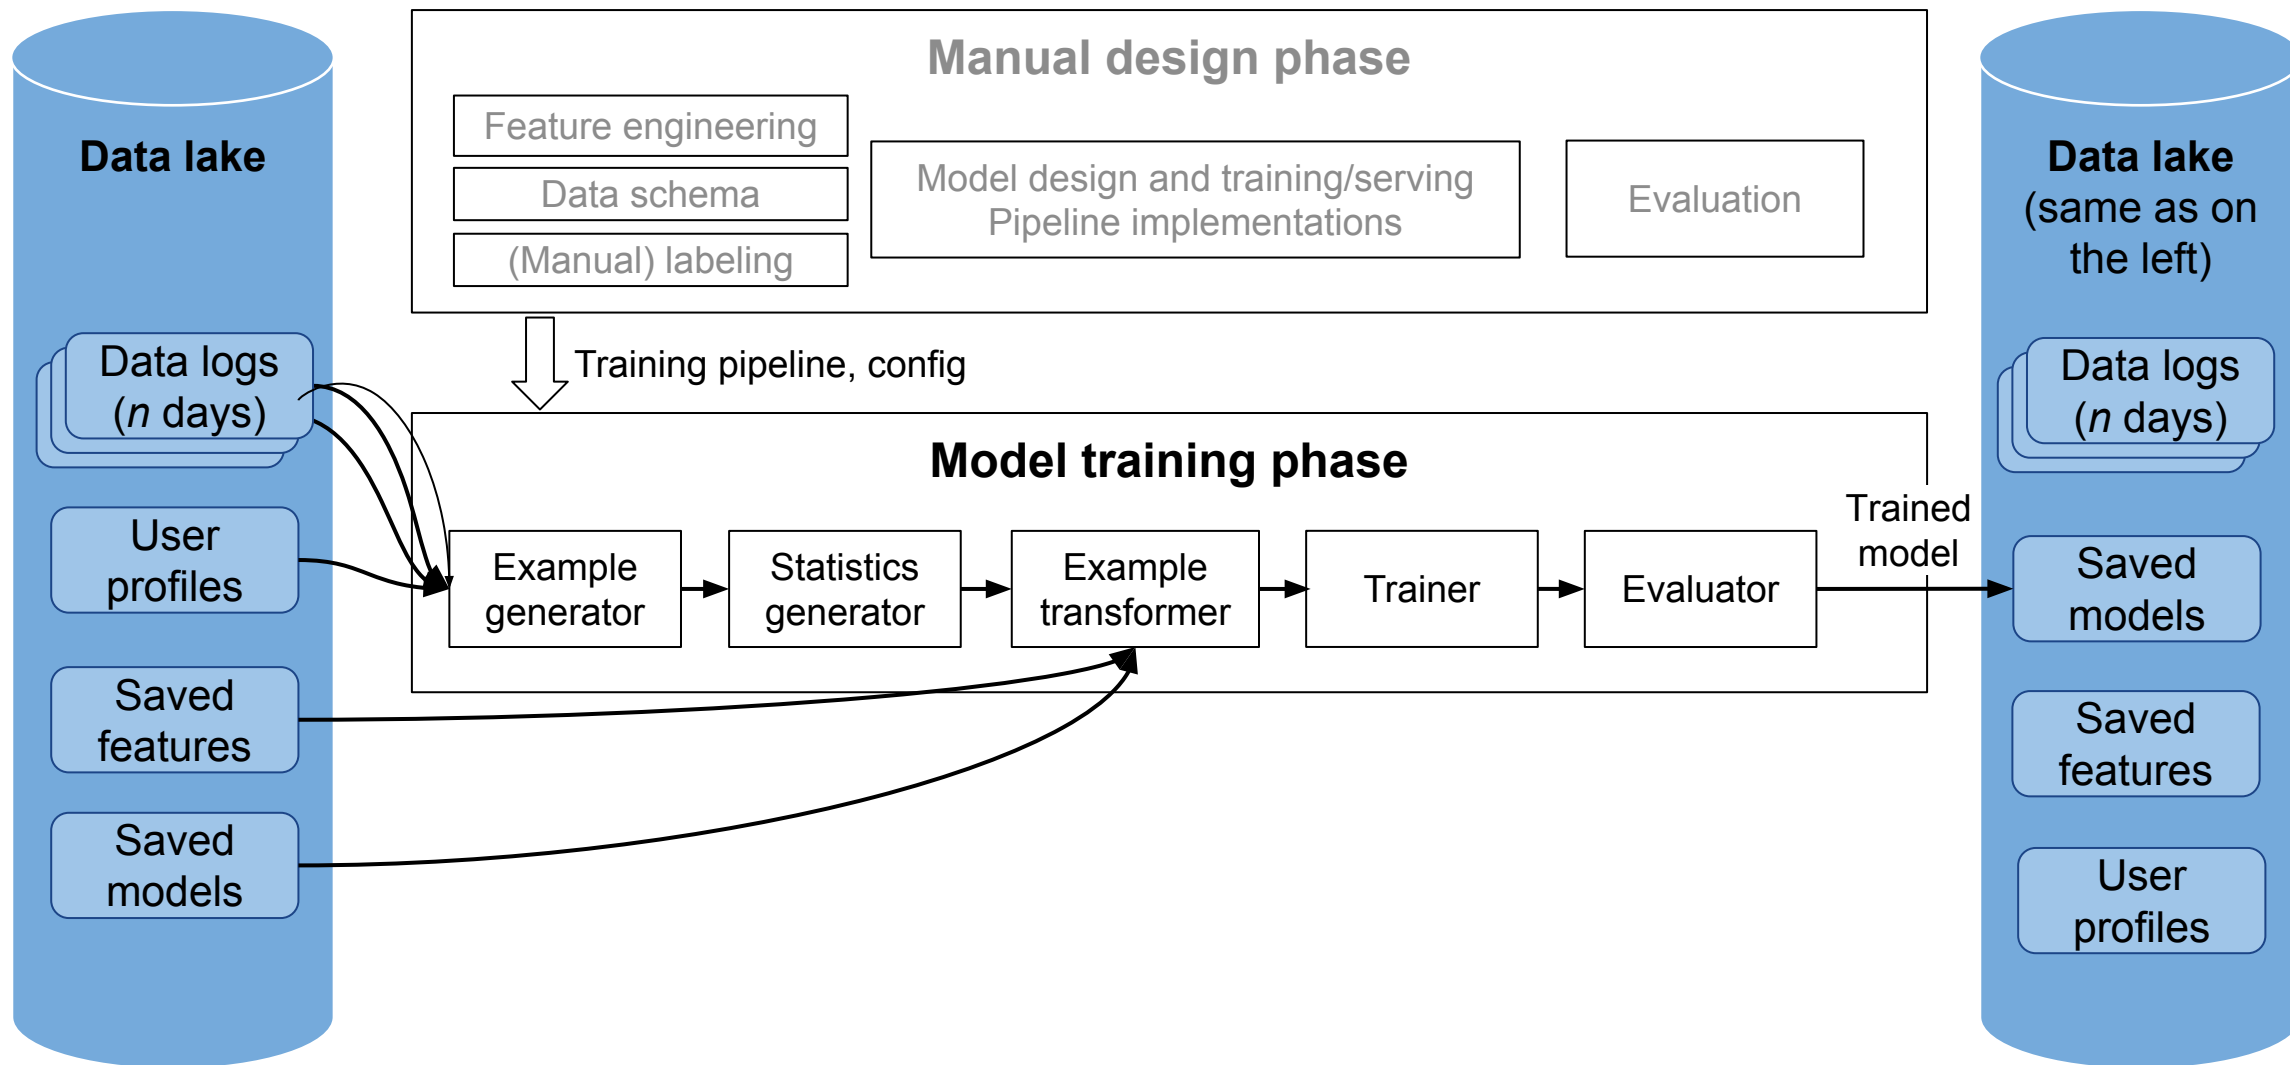 Data lake
Data logs
(n days)
User
profiles
Saved
features
Saved
models
Manual design phase
Feature engineering
Data schema
(Manual) labeling
Model design and training/serving
Pipeline implementations
Evaluation
Training pipeline, config
Model training phase
Example
generator
Statistics
generator
Example
transformer
Trainer
Evaluator
Trained
model
Data lake
(same as on
the left)
Data logs
(n days)
Saved
models
Saved
features
User
profiles